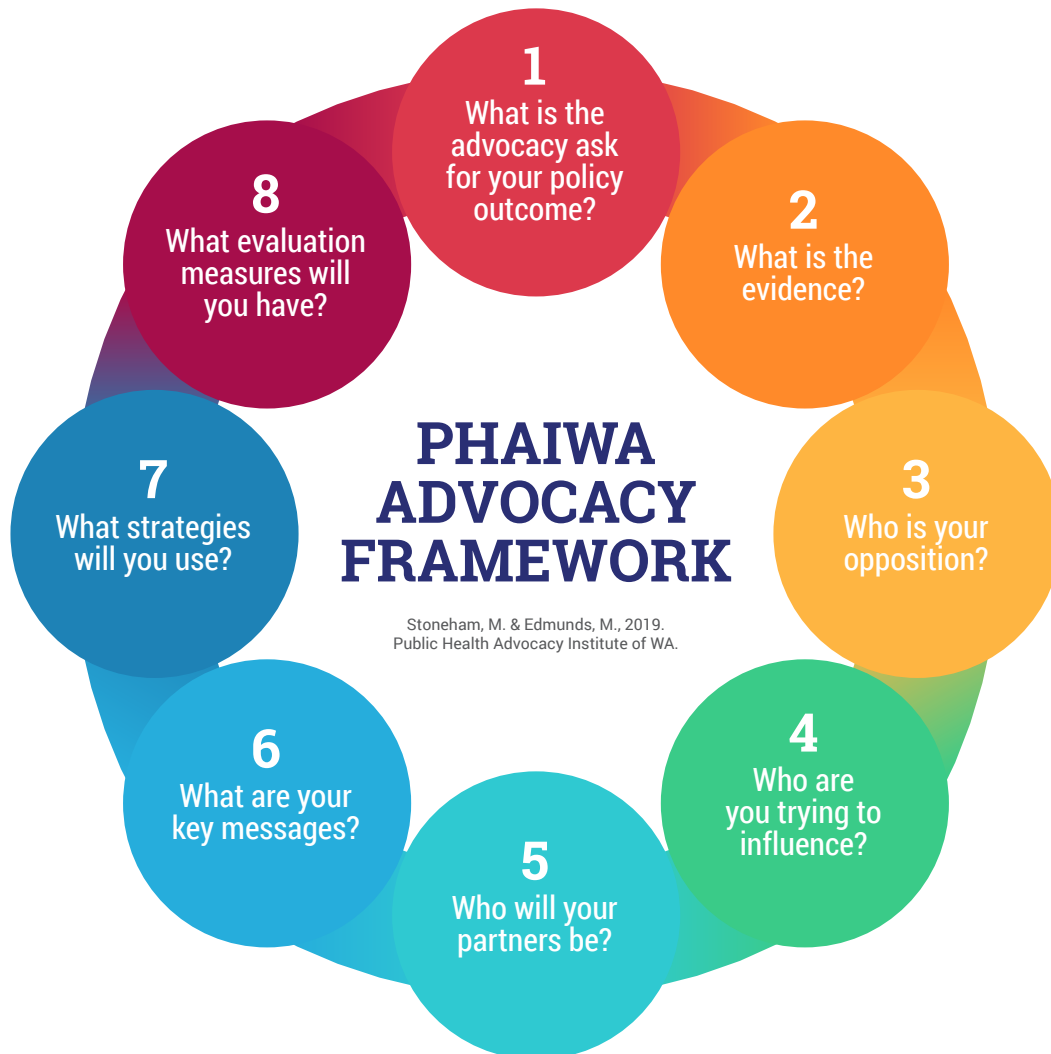 1
What is the
advocacy ask
for your policy
outcome?
2
What is the
evidence?
3
Who is your
opposition?
4
Who are
you trying to
influence?
5
Who will your
partners be?
6
What are your
key messages?
7
What strategies
will you use?
8
What evaluation
measures will
you have?
PHAIWA
ADVOCACY
FRAMEWORK
Stoneham, M. & Edmunds, M., 2019.
Public Health Advocacy Institute of WA.